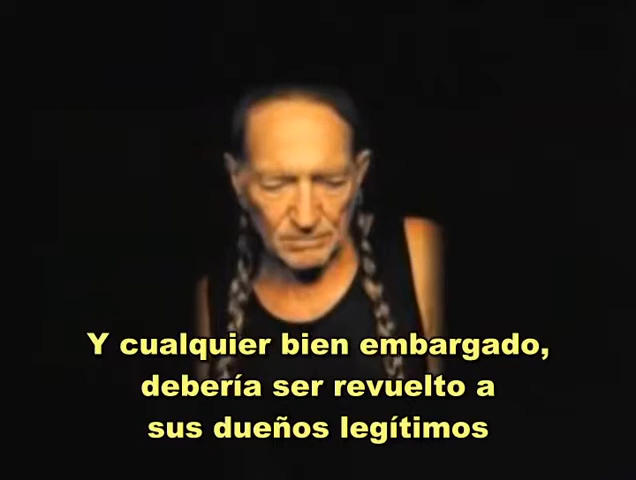 Y cualquier bien embargado,
debería ser revuelto a
sus dueños legítimos